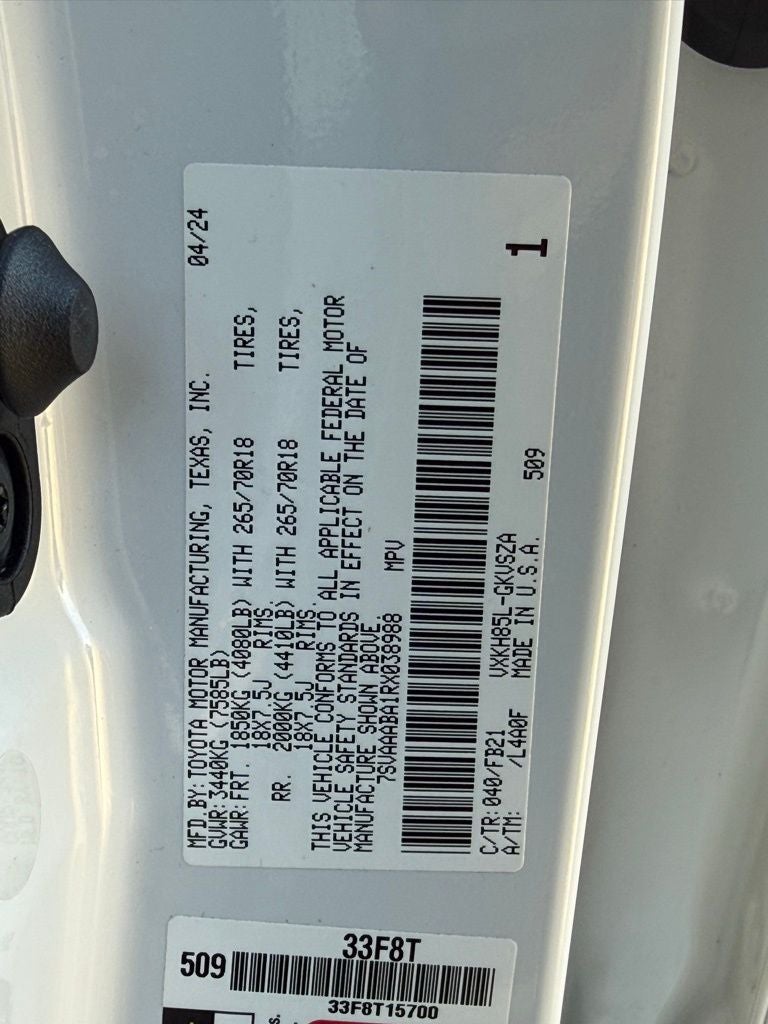 MFD.BY:TOYOTA MOTOR MANUFACTURING, TEXAS, INC. 04/24
GVWR:3440KG (7585LB)
GAWR:FRT. 1850KG (4080LB) WITH 265/70R18 TIRES,
18X7.5J RIMS.
RR. 2000KG (4410LB) WITH 265/70R18 TIRES,
18X7.5J RIMS.
THIS VEHICLE CONFORMS TO ALL APPLICABLE FEDERAL MOTOR
VEHICLE SAFETY STANDARDS IN EFFECT ON THE DATE OF
MANUFACTURE SHOWN ABOVE.
7SVAAABA1RX038988 MPV
1
C/TR:040/FB21 VXKH85L-GKVSZA
A/TM: /L4A0F MADE IN U.S.A. 509
33F8T
509
33F8T15700